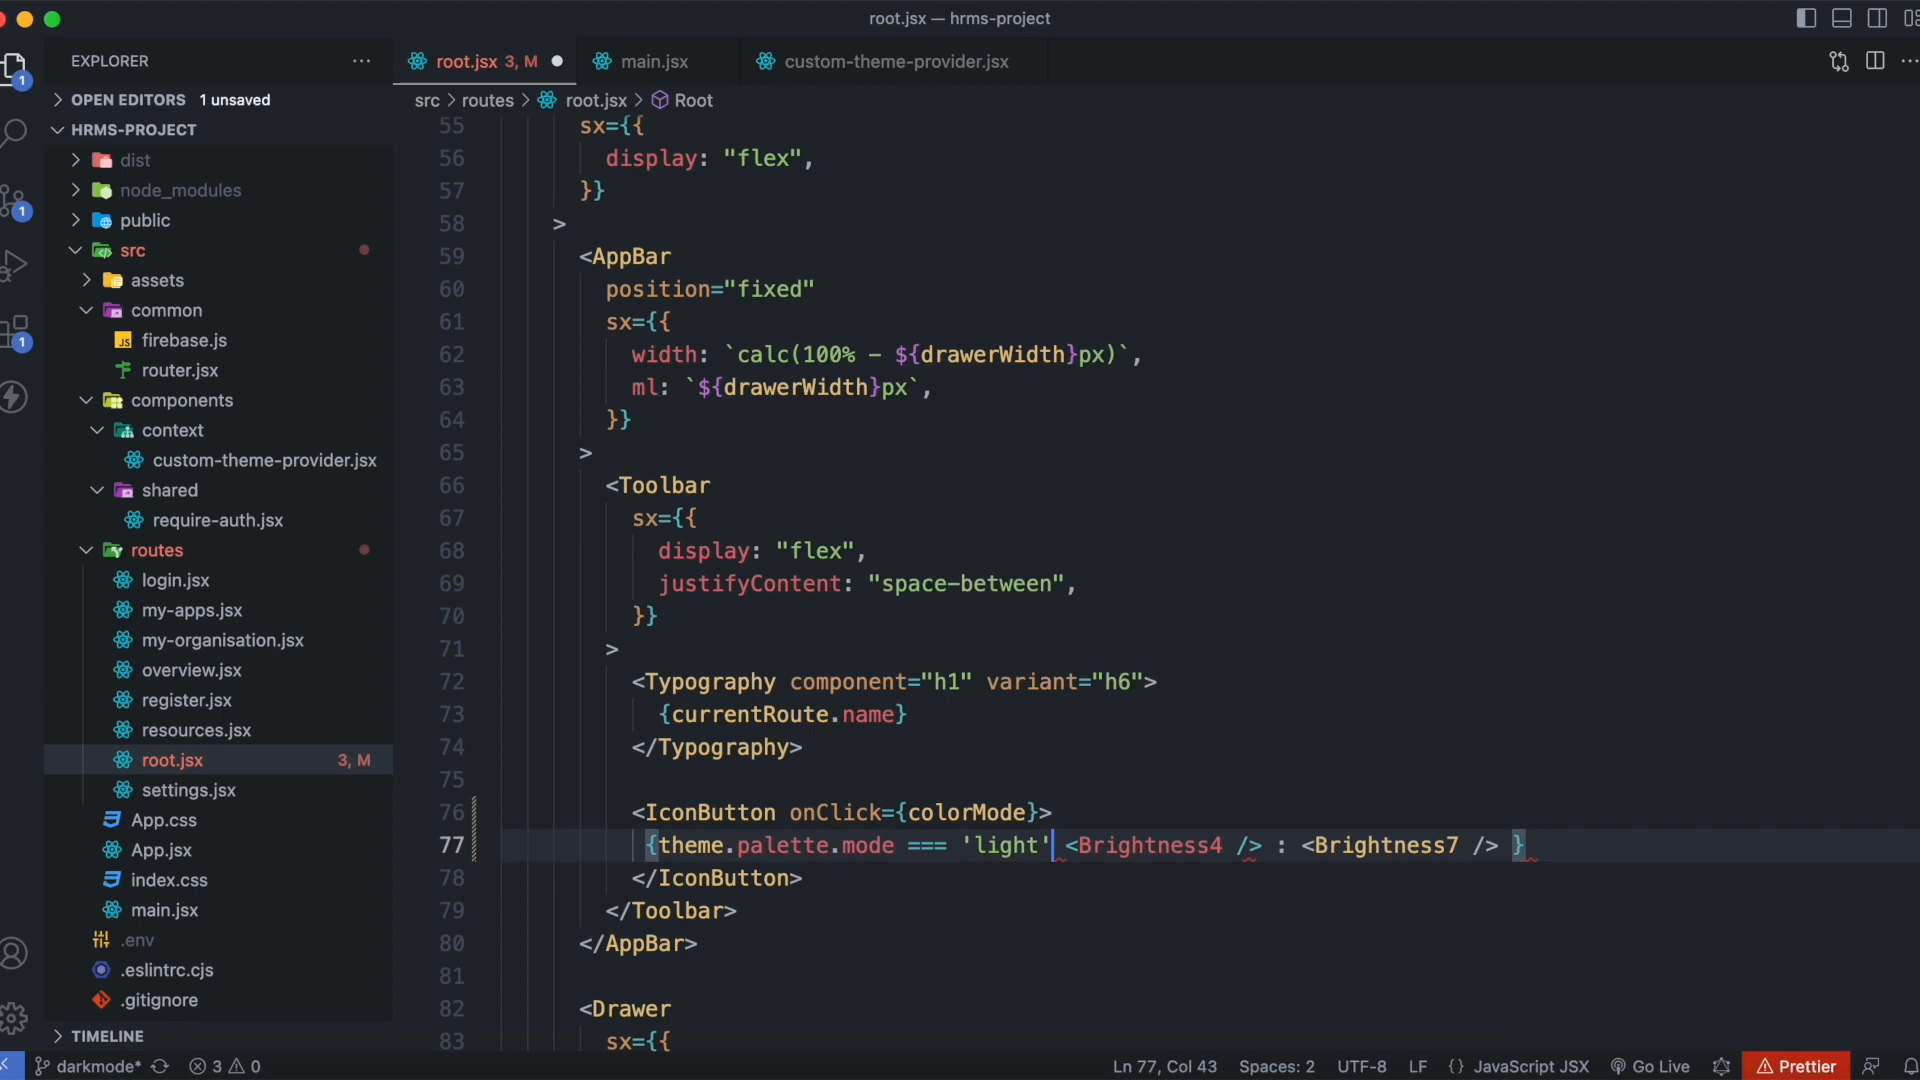 root.jsx — hrms-project
EXPLORER
root.jsx 3, M
main.jsx
custom-theme-provider.jsx
1
OPEN EDITORS 1 unsaved
HRMS-PROJECT
dist
node_modules
public
src
assets
common
firebase.js
router.jsx
components
context
custom-theme-provider.jsx
shared
require-auth.jsx
routes
login.jsx
my-apps.jsx
my-organisation.jsx
overview.jsx
register.jsx
resources.jsx
root.jsx 3, M
settings.jsx
App.css
App.jsx
index.css
main.jsx
.env
.eslintrc.cjs
.gitignore
TIMELINE
1
1
src > routes > root.jsx > Root
55 sx={{
56 display: "flex",
57 }}
58 >
59 <AppBar
60 position="fixed"
61 sx={{
62 width: `calc(100% - ${drawerWidth}px)`,
63 ml: `${drawerWidth}px`,
64 }}
65 >
66 <Toolbar
67 sx={{
68 display: "flex",
69 justifyContent: "space-between",
70 }}
71 >
72 <Typography component="h1" variant="h6">
73 {currentRoute.name}
74 </Typography>
75
76 <IconButton onClick={colorMode}>
77 {theme.palette.mode === 'light' <Brightness4 /> : <Brightness7 /> }
78 </IconButton>
79 </Toolbar>
80 </AppBar>
81
82 <Drawer
83 sx={{
darkmode* 3 0
Ln 77, Col 43 Spaces: 2 UTF-8 LF {} JavaScript JSX Go Live Prettier